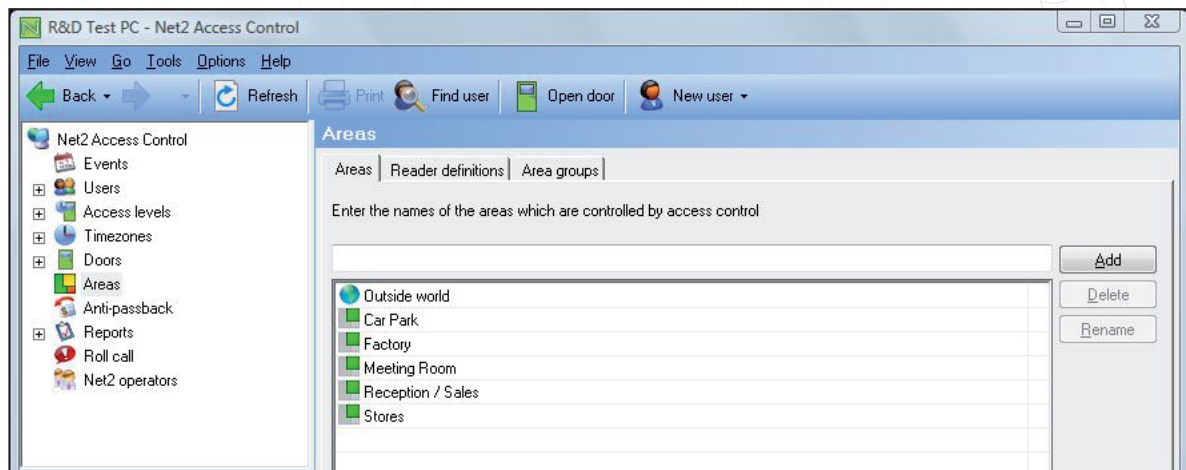 R&D Test PC - Net2 Access Control
File View Go Tools Options Help
Back Refresh Print Find user Open door New user
Net2 Access Control
Events
Users
Access levels
Timezones
Doors
Areas
Anti-passback
Reports
Roll call
Net2 operators
Areas
Areas Reader definitions Area groups
Enter the names of the areas which are controlled by access control
Add
Delete
Rename
Outside world
Car Park
Factory
Meeting Room
Reception / Sales
Stores